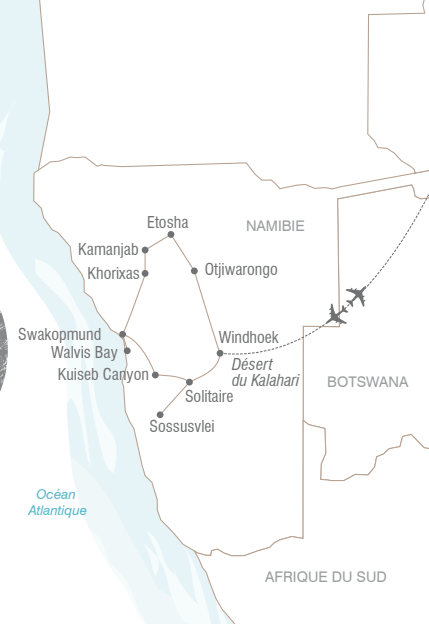 Etosha
NAMIBIE
Kamanjab
Khorixas
Otjiwarongo
Swakopmund
Walvis Bay
Windhoek
Kuiseb Canyon
Désert
du Kalahari
BOTSWANA
Solitaire
Sossusvlei
Océan
Atlantique
AFRIQUE DU SUD